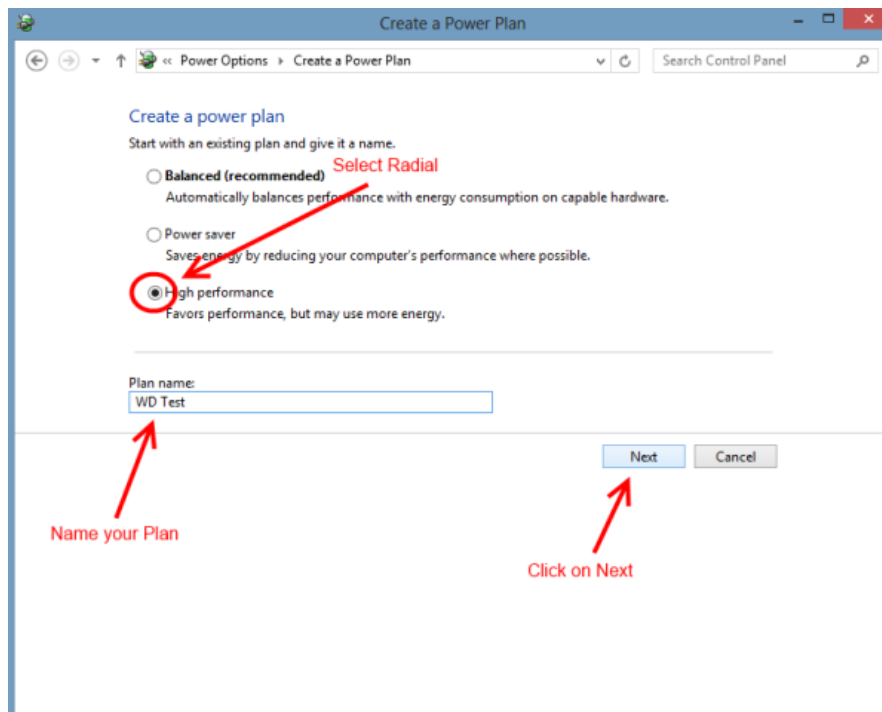 Create a Power Plan
« Power Options Create a Power Plan
Search Control Panel
Create a power plan
Start with an existing plan and give it a name.
Select Radial
Balanced (recommended)
Automatically balances performance with energy consumption on capable hardware.
Power saver
Saves energy by reducing your computer's performance where possible.
High performance
Favors performance, but may use more energy.
Plan name:
WD Test
Next
Cancel
Name your Plan
Click on Next